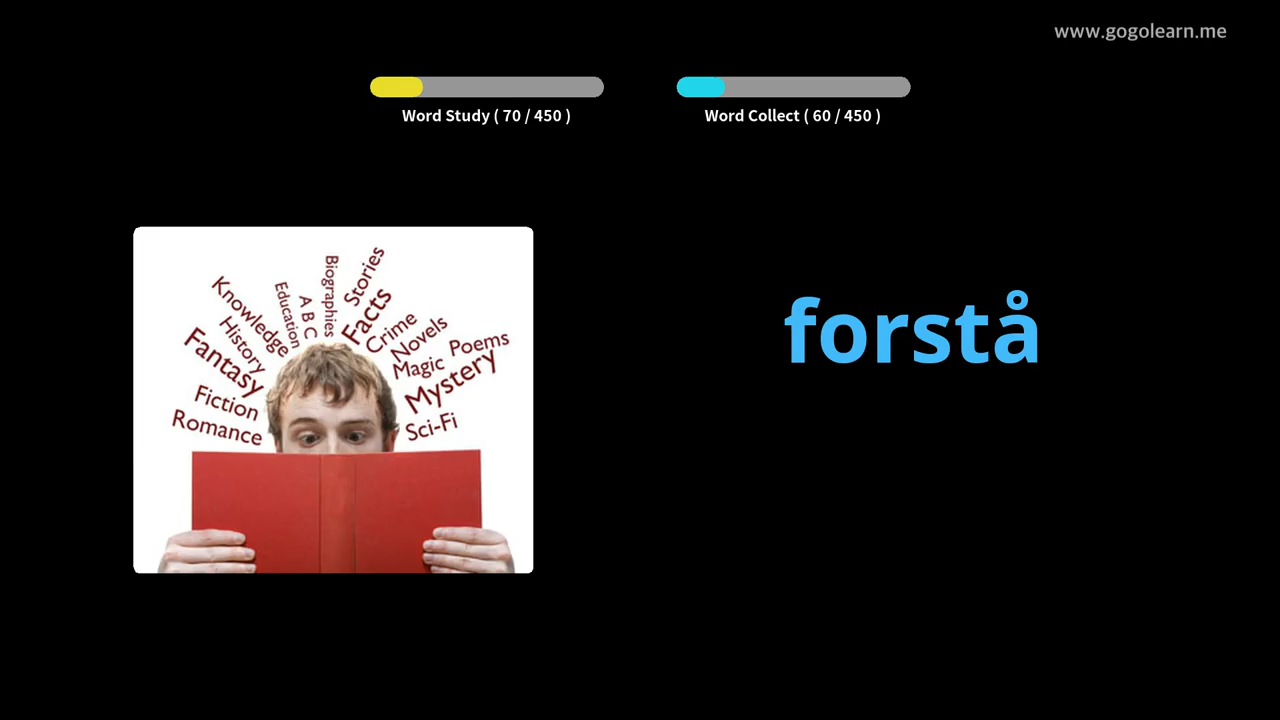 www.gogolearn.me
Word Study ( 70 / 450 )
Word Collect ( 60 / 450 )
Biographies
Stories
Education
A B C
Facts
Knowledge
Crime
History
Novels
Fantasy
Magic
Poems
Mystery
Fiction
Romance
Sci-Fi
forstå